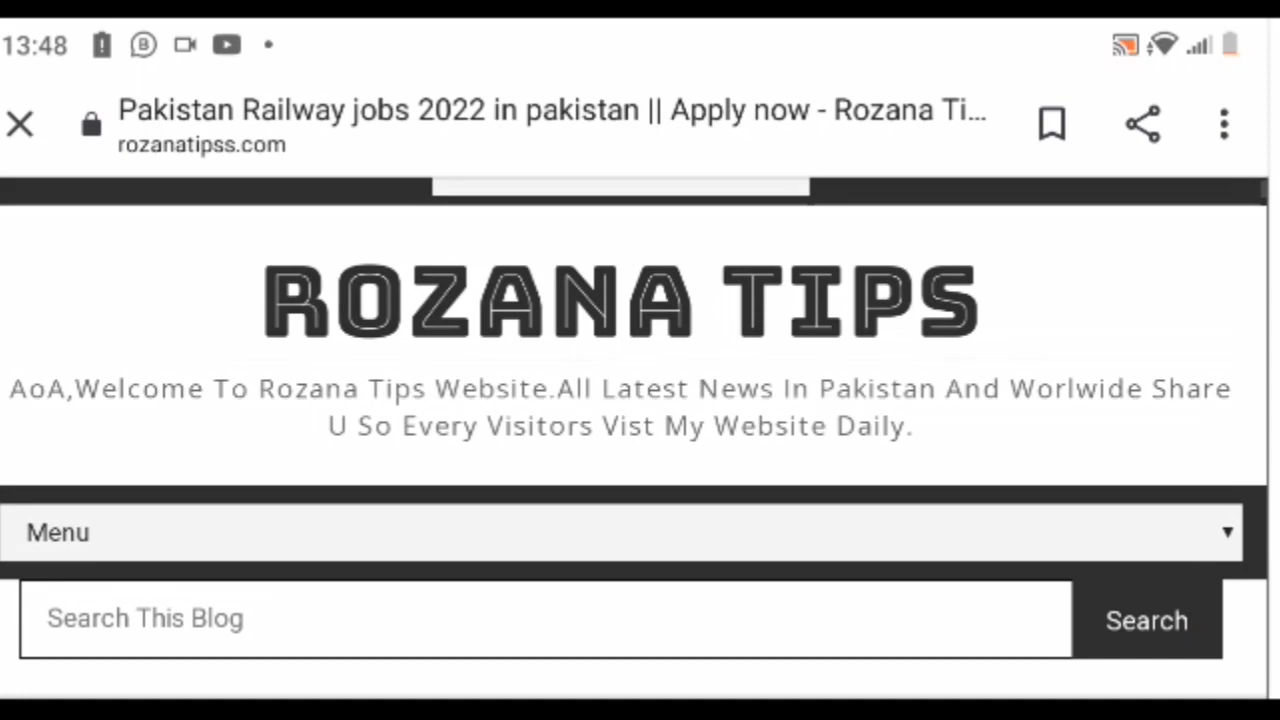 13:48
Pakistan Railway jobs 2022 in pakistan || Apply now - Rozana Ti...
rozanatipss.com
ROZANA TIPS
AoA,Welcome To Rozana Tips Website.All Latest News In Pakistan And Worlwide Share
U So Every Visitors Vist My Website Daily.
Menu
Search This Blog
Search